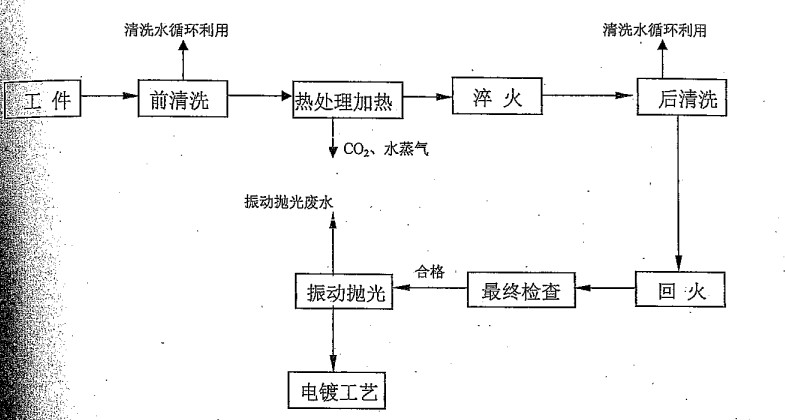 清洗水循环利用
清洗水循环利用
工件
前清洗
热处理加热
淬火
后清洗
CO₂、水蒸气
振动抛光废水
合格
振动抛光
最终检查
回火
电镀工艺